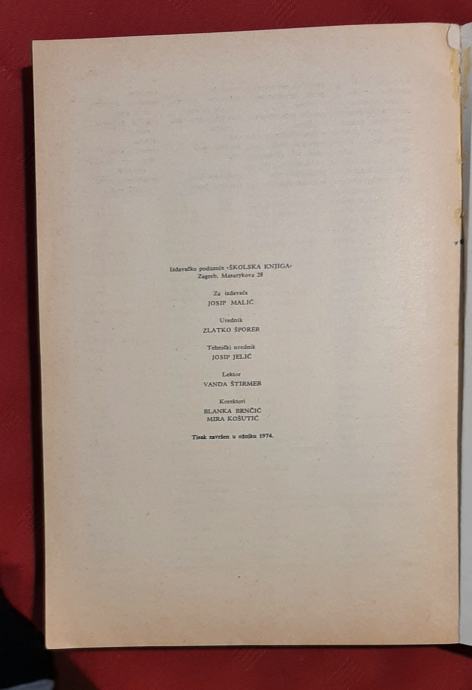 Izdavačko poduzeće »ŠKOLSKA KNJIGA«
Zagreb, Masarykova 28
Za izdavača
JOSIP MALIĆ
Urednik
ZLATKO ŠPORER
Tehnički urednik
JOSIP JELIĆ
Lektor
VANDA ŠTIRMER
Korektori
BLANKA BRNČIĆ
MIRA KOŠUTIĆ
Tisak završen u ožujku 1974.